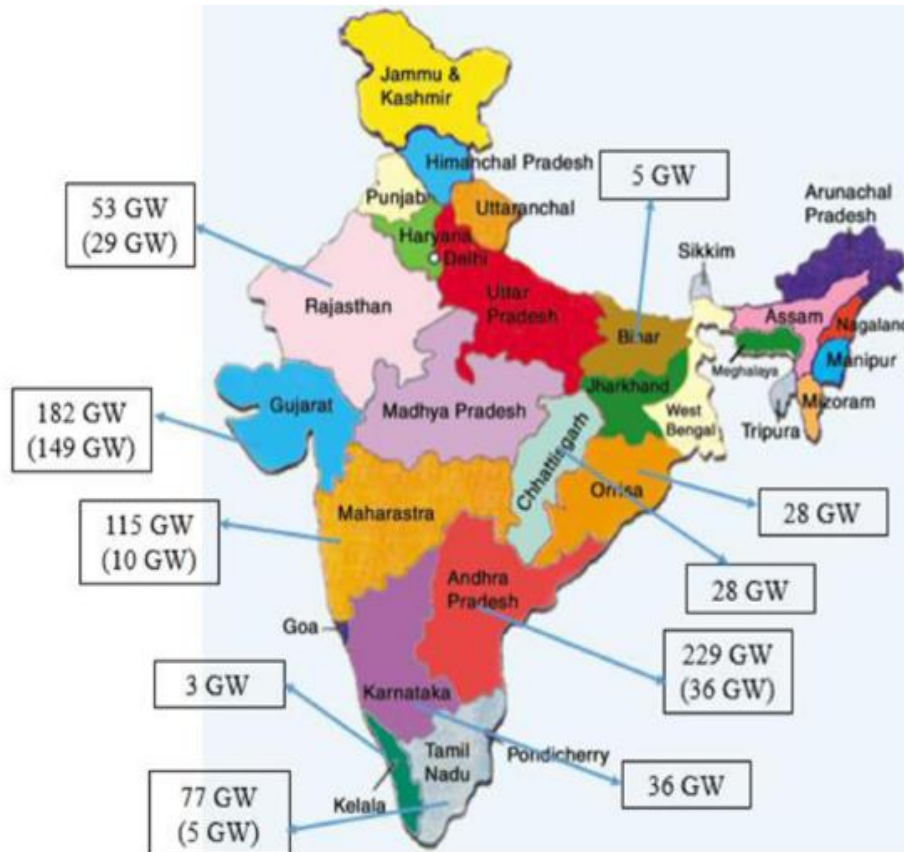 Jammu &
Kashmir
Himanchal Pradesh
Punjab
Uttaranchal
5 GW
Arunachal
Pradesh
53 GW
(29 GW)
Haryana
Delhi
Sikkim
Rajasthan
Uttar
Pradesh
Bihar
Assam
Nagaland
Meghalaya
Manipur
Gujarat
Madhya Pradesh
Jharkhand
West
Bengal
Mizoram
Tripura
182 GW
(149 GW)
Chhattisgarh
Orrisa
Maharastra
115 GW
(10 GW)
28 GW
Andhra
Pradesh
28 GW
Goa
229 GW
(36 GW)
3 GW
Karnataka
Tamil
Nadu
Pondicherry
36 GW
Kelala
77 GW
(5 GW)